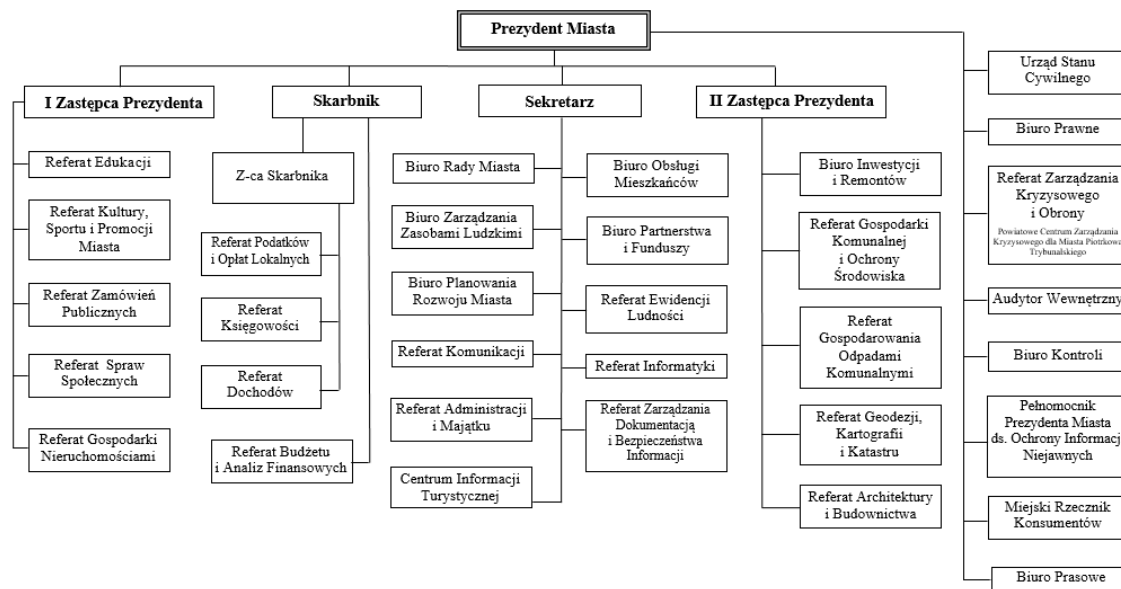 Prezydent Miasta
I Zastępca Prezydenta
Skarbnik
Sekretarz
II Zastępca Prezydenta
Referat Edukacji
Referat Kultury,
Sportu i Promocji
Miasta
Referat Zamówień
Publicznych
Referat Spraw
Społecznych
Referat Gospodarki
Nieruchomościami
Z-ca Skarbnika
Referat Podatków
i Opłat Lokalnych
Referat
Księgowości
Referat
Dochodów
Referat Budżetu
i Analiz Finansowych
Biuro Rady Miasta
Biuro Zarządzania
Zasobami Ludzkimi
Biuro Planowania
Rozwoju Miasta
Referat Komunikacji
Referat Administracji
i Majątku
Centrum Informacji
Turystycznej
Biuro Obsługi
Mieszkańców
Biuro Partnerstwa
i Funduszy
Referat Ewidencji
Ludności
Referat Informatyki
Referat Zarządzania
Dokumentacją
i Bezpieczeństwa
Informacji
Biuro Inwestycji
i Remontów
Referat Gospodarki
Komunalnej
i Ochrony
Środowiska
Referat
Gospodarowania
Odpadami
Komunalnymi
Referat Geodezji,
Kartografii
i Katastru
Referat Architektury
i Budownictwa
Urząd Stanu
Cywilnego
Biuro Prawne
Referat Zarządzania
Kryzysowego
i Obrony
Powiatowe Centrum Zarządzania
Kryzysowego dla Miasta Piotrkowa
Trybunalskiego
Audytor Wewnętrzny
Biuro Kontroli
Pełnomocnik
Prezydenta Miasta
ds. Ochrony Informacji
Niejawnych
Miejski Rzecznik
Konsumentów
Biuro Prasowe